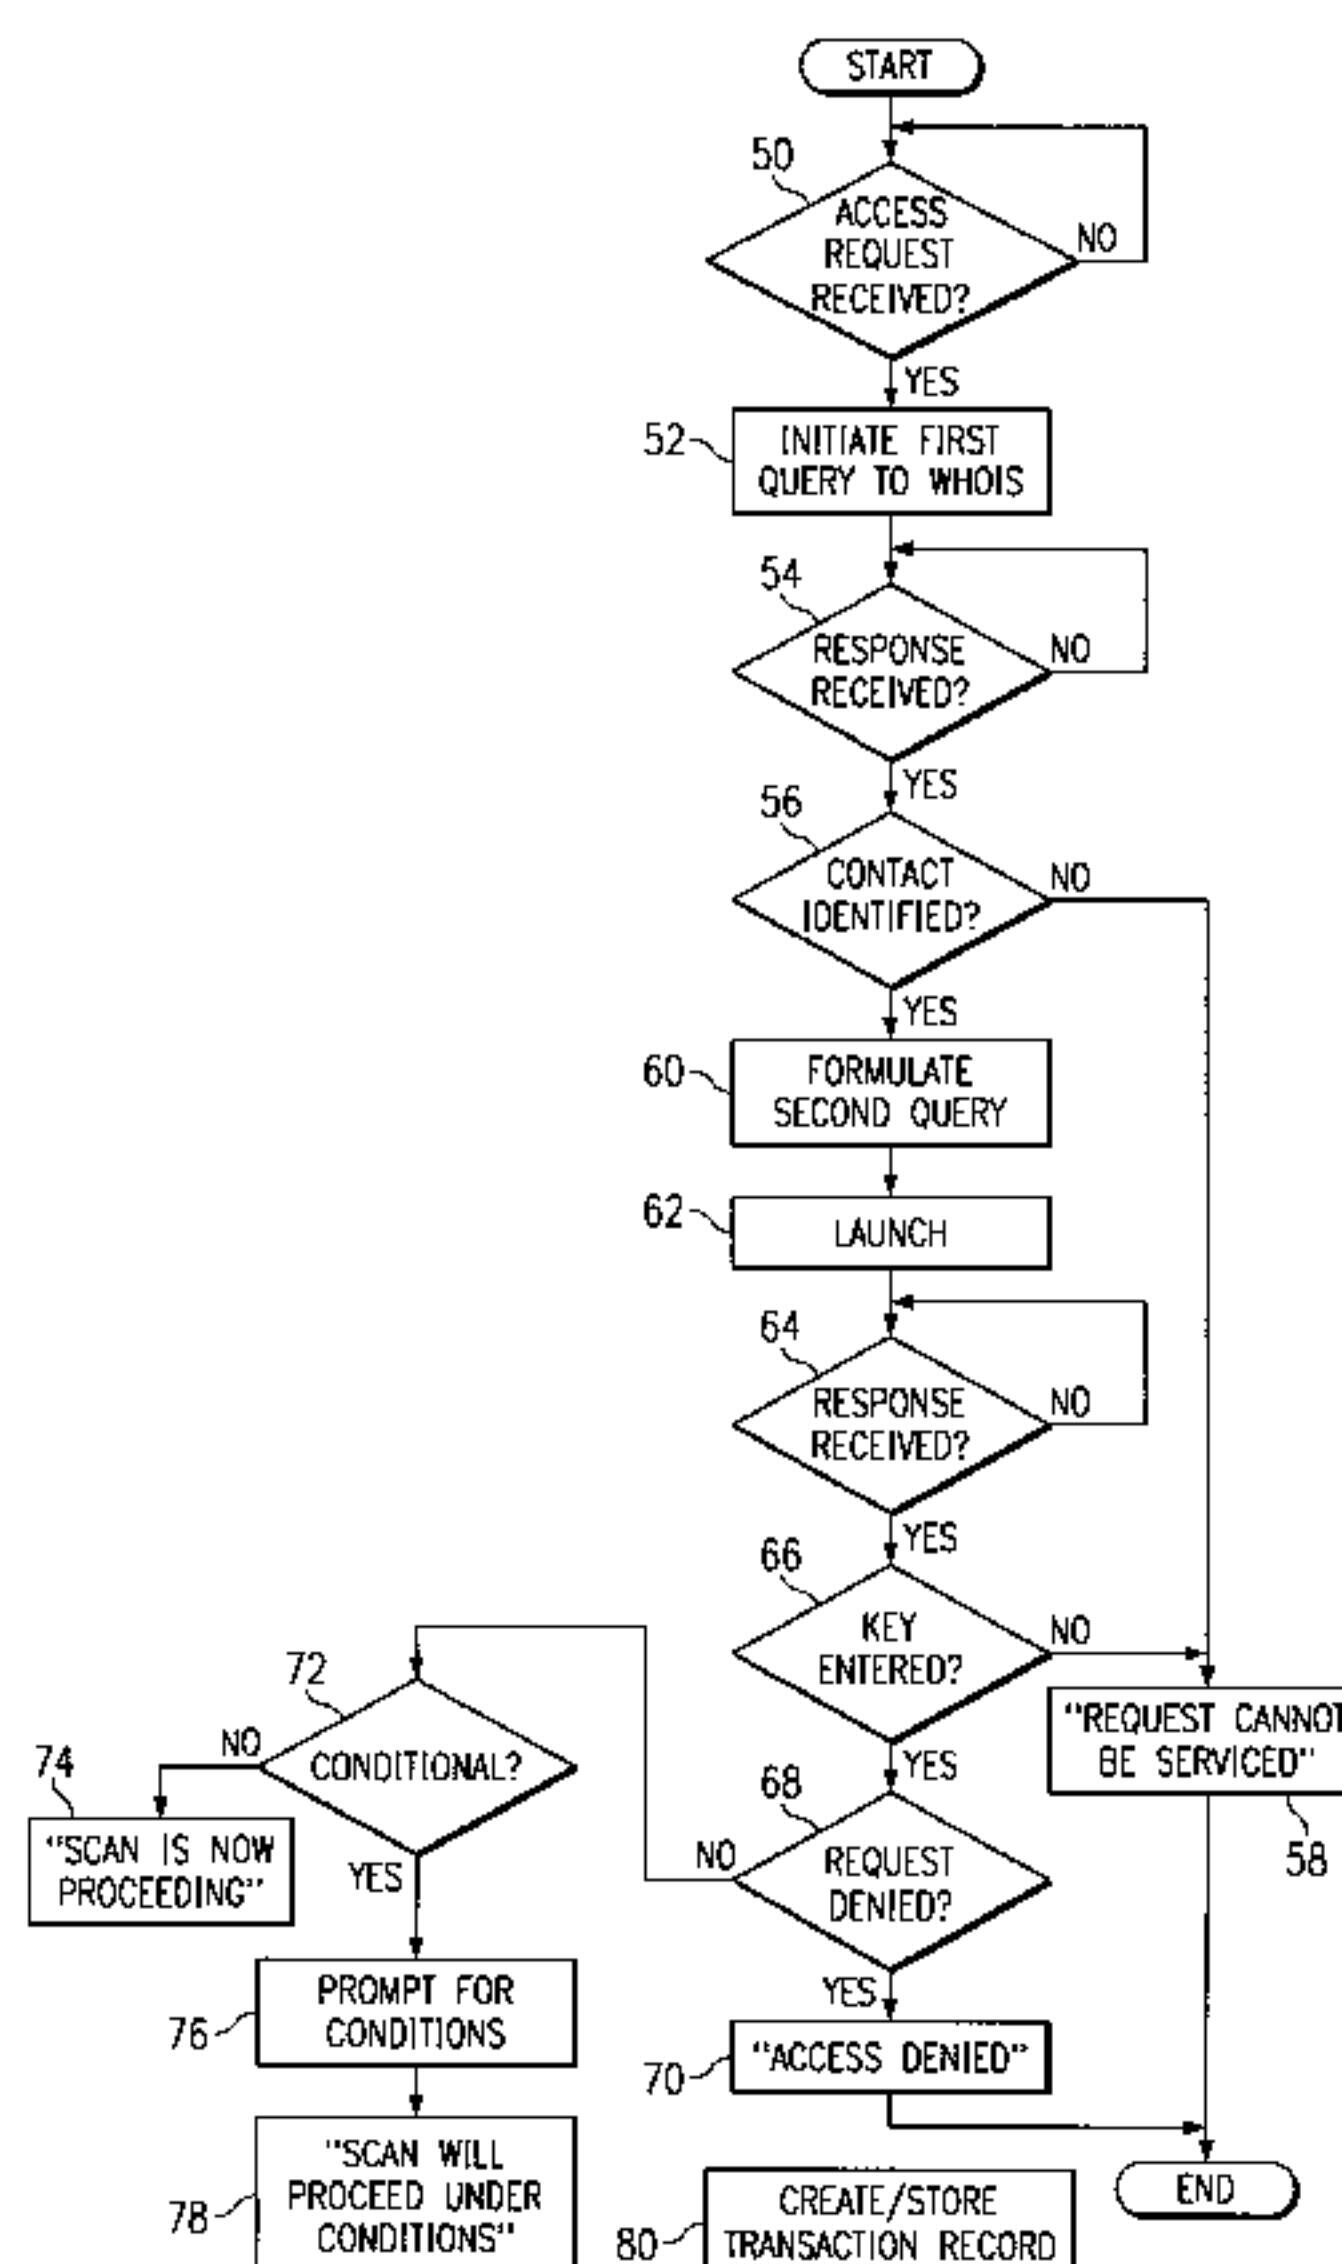 START
50
ACCESS
REQUEST
RECEIVED?
NO
YES
52
INITIATE FIRST
QUERY TO WHOIS
54
RESPONSE
RECEIVED?
NO
YES
56
CONTACT
IDENTIFIED?
NO
YES
60
FORMULATE
SECOND QUERY
62
LAUNCH
64
RESPONSE
RECEIVED?
NO
YES
66
KEY
ENTERED?
NO
YES
"REQUEST CANNOT
BE SERVICED"
58
68
REQUEST
DENIED?
NO
YES
72
CONDITIONAL?
NO
YES
74
"SCAN IS NOW
PROCEEDING"
76
PROMPT FOR
CONDITIONS
70
"ACCESS DENIED"
78
"SCAN WILL
PROCEED UNDER
CONDITIONS"
80
CREATE/STORE
TRANSACTION RECORD
END